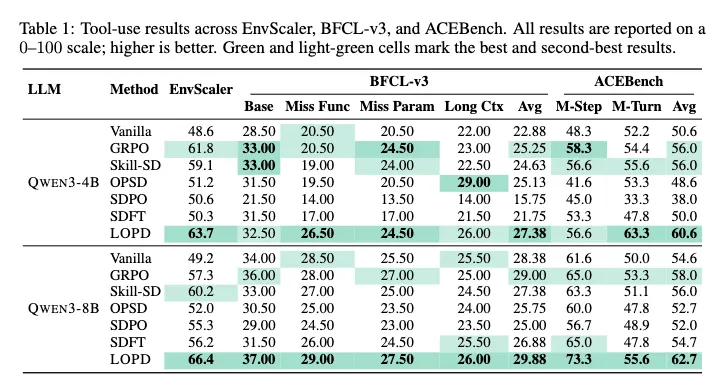 Table 1: Tool-use results across EnvScaler, BFCL-v3, and ACEBench. All results are reported on a
0–100 scale; higher is better. Green and light-green cells mark the best and second-best results.
LLM Method EnvScaler BFCL-v3 ACEBench
Base Miss Func Miss Param Long Ctx Avg M-Step M-Turn Avg
Vanilla 48.6 28.50 20.50 20.50 22.00 22.88 48.3 52.2 50.6
GRPO 61.8 33.00 20.50 24.50 23.00 25.25 58.3 54.4 56.0
Skill-SD 59.1 33.00 19.00 24.00 22.50 24.63 56.6 55.6 56.0
QWEN3-4B OPSD 51.2 31.50 19.50 20.50 29.00 25.13 41.6 53.3 48.6
SDPO 50.6 21.50 14.00 13.50 14.00 15.75 45.0 33.3 38.0
SDFT 50.3 31.50 17.00 17.00 21.50 21.75 53.3 47.8 50.0
LOPD 63.7 32.50 26.50 24.50 26.00 27.38 56.6 63.3 60.6
Vanilla 49.2 34.00 28.50 25.50 25.50 28.38 61.6 50.0 54.6
GRPO 57.3 36.00 28.00 27.00 25.00 29.00 65.0 53.3 58.0
Skill-SD 60.2 33.00 27.00 25.00 24.50 27.38 63.3 51.1 56.0
QWEN3-8B OPSD 52.0 30.50 25.00 23.50 24.00 25.75 60.0 47.8 52.7
SDPO 55.3 29.00 24.50 23.00 23.50 25.00 56.7 48.9 52.0
SDFT 56.2 31.50 26.00 24.50 25.50 26.88 65.0 47.8 54.7
LOPD 66.4 37.00 29.00 27.50 26.00 29.88 73.3 55.6 62.7